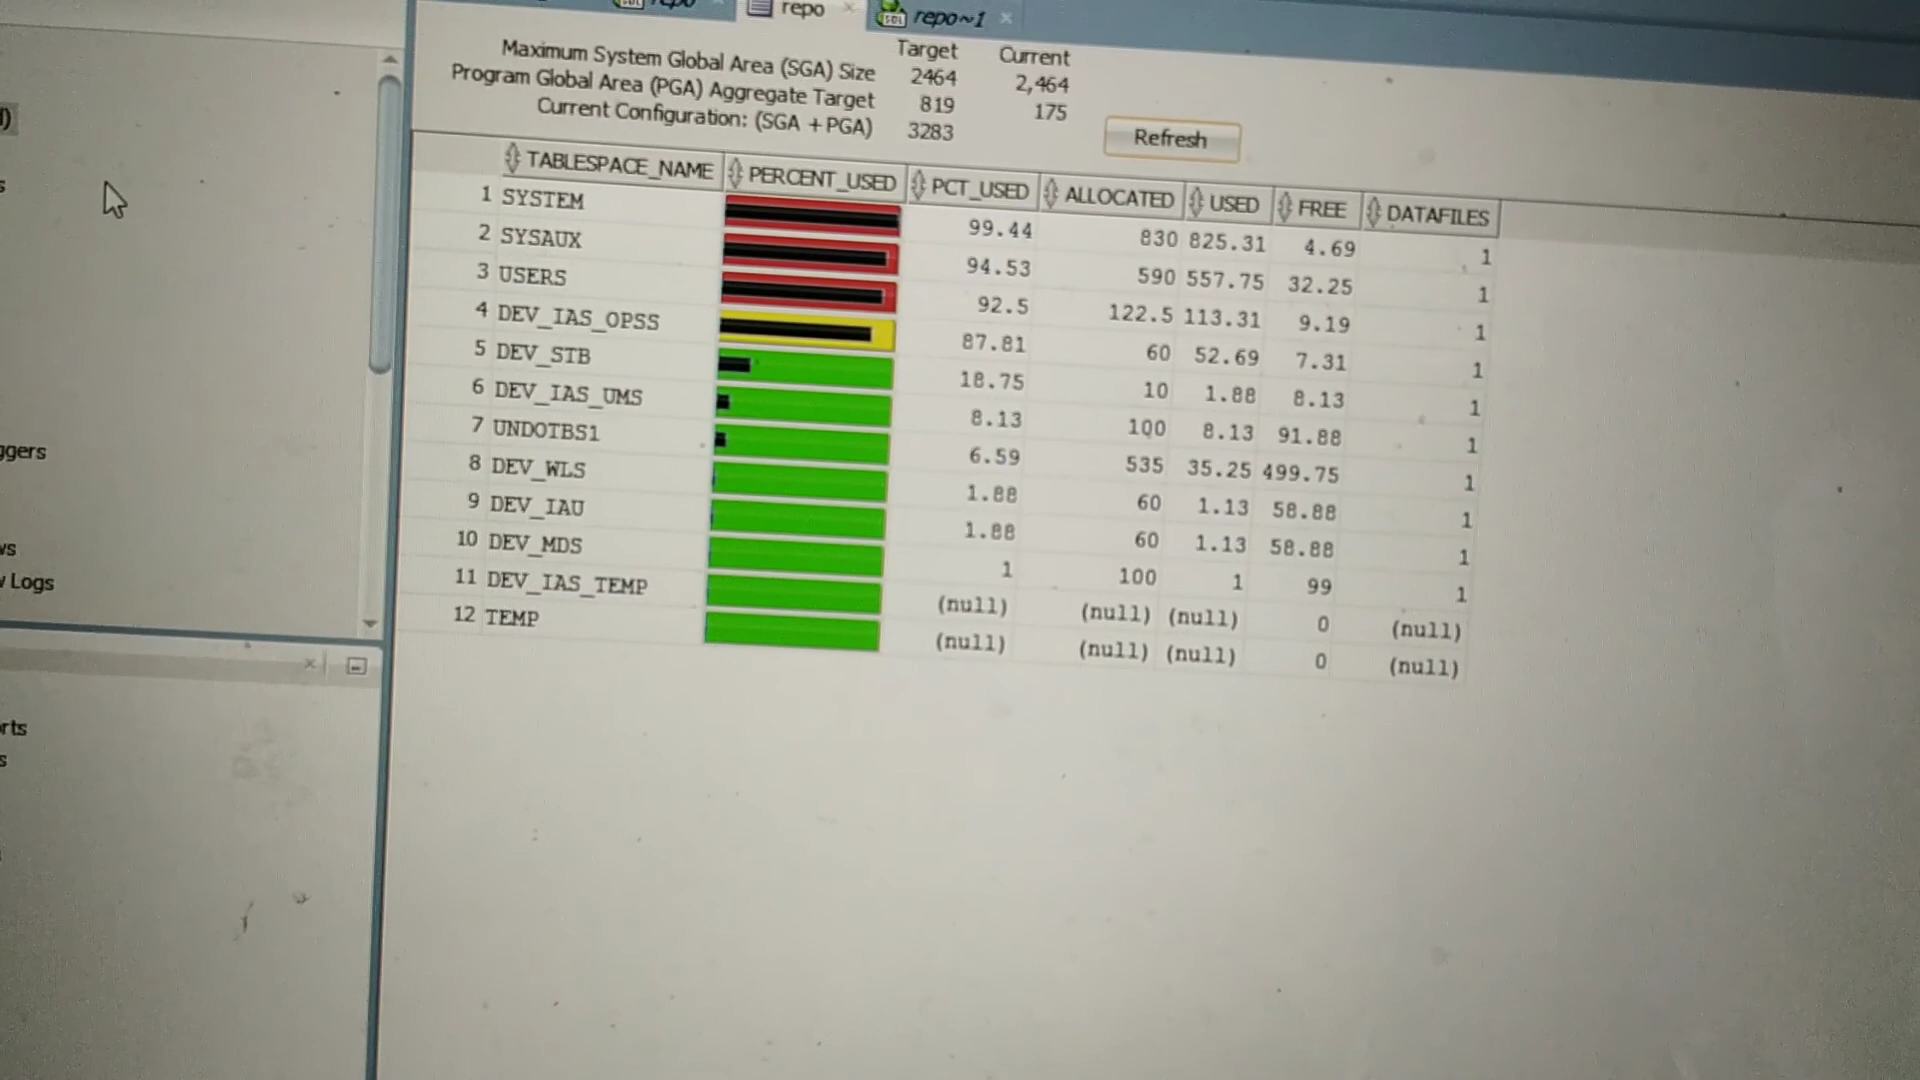 repo
repo
repo~1
Target Current
Maximum System Global Area (SGA) Size 2464 2,464
Program Global Area (PGA) Aggregate Target 819 175
Current Configuration: (SGA + PGA) 3283
Refresh
TABLESPACE_NAME PERCENT_USED PCT_USED ALLOCATED USED FREE DATAFILES
1 SYSTEM 99.44 830 825.31 4.69 1
2 SYSAUX 94.53 590 557.75 32.25 1
3 USERS 92.5 122.5 113.31 9.19 1
4 DEV_IAS_OPSS 87.81 60 52.69 7.31 1
5 DEV_STB 18.75 10 1.88 8.13 1
6 DEV_IAS_UMS 8.13 100 8.13 91.88 1
7 UNDOTBS1 6.59 535 35.25 499.75 1
8 DEV_WLS 1.88 60 1.13 58.88 1
9 DEV_IAU 1.88 60 1.13 58.88 1
10 DEV_MDS 1 100 1 99 1
11 DEV_IAS_TEMP (null) (null) (null) 0 (null)
12 TEMP (null) (null) (null) 0 (null)
ggers
ws
Logs
rts